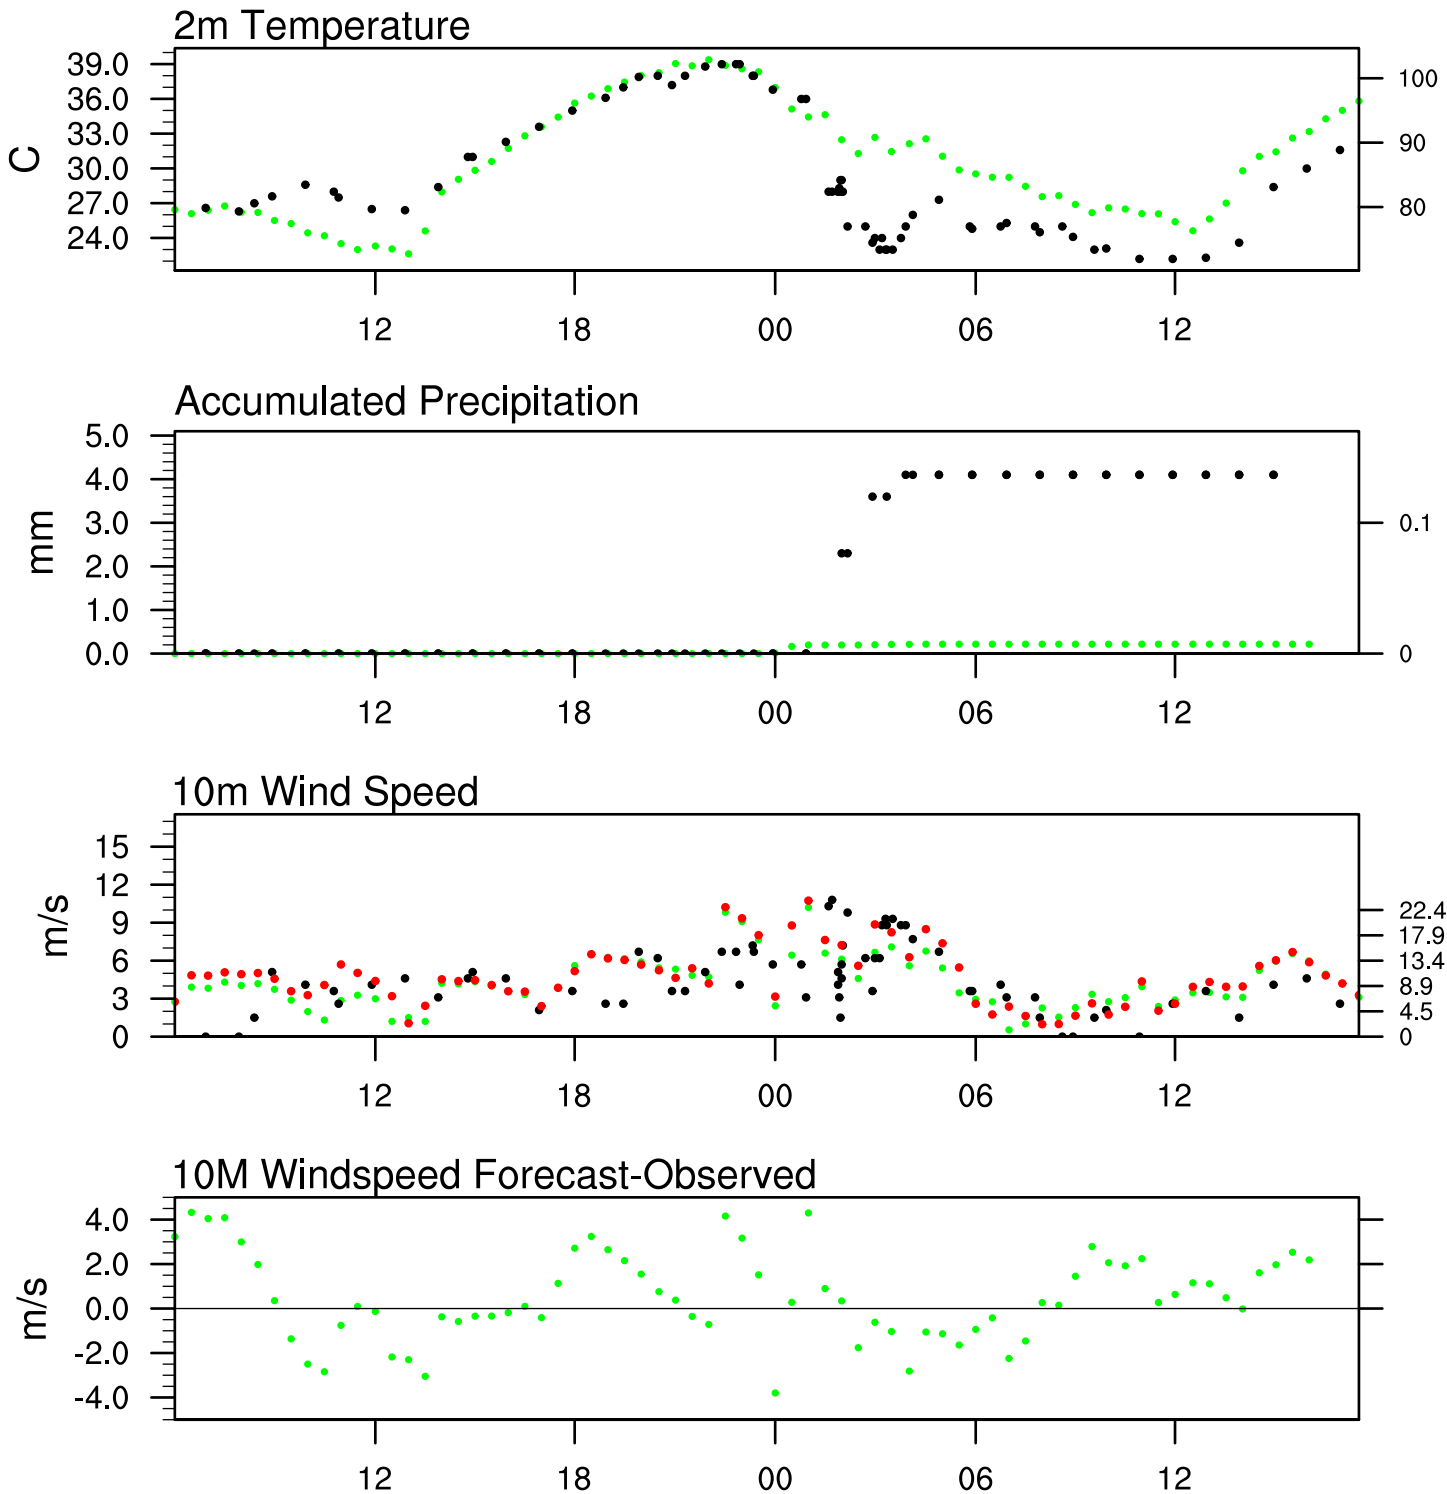 2m Temperature
39.0
36.0
33.0
30.0
27.0
24.0
C
100
90
80
12 18 00 06 12
Accumulated Precipitation
5.0
4.0
3.0
2.0
1.0
0.0
mm
0.1
0
12 18 00 06 12
10m Wind Speed
15
12
9
6
3
0
m/s
22.4
17.9
13.4
8.9
4.5
0
12 18 00 06 12
10M Windspeed Forecast-Observed
4.0
2.0
0.0
-2.0
-4.0
m/s
12 18 00 06 12